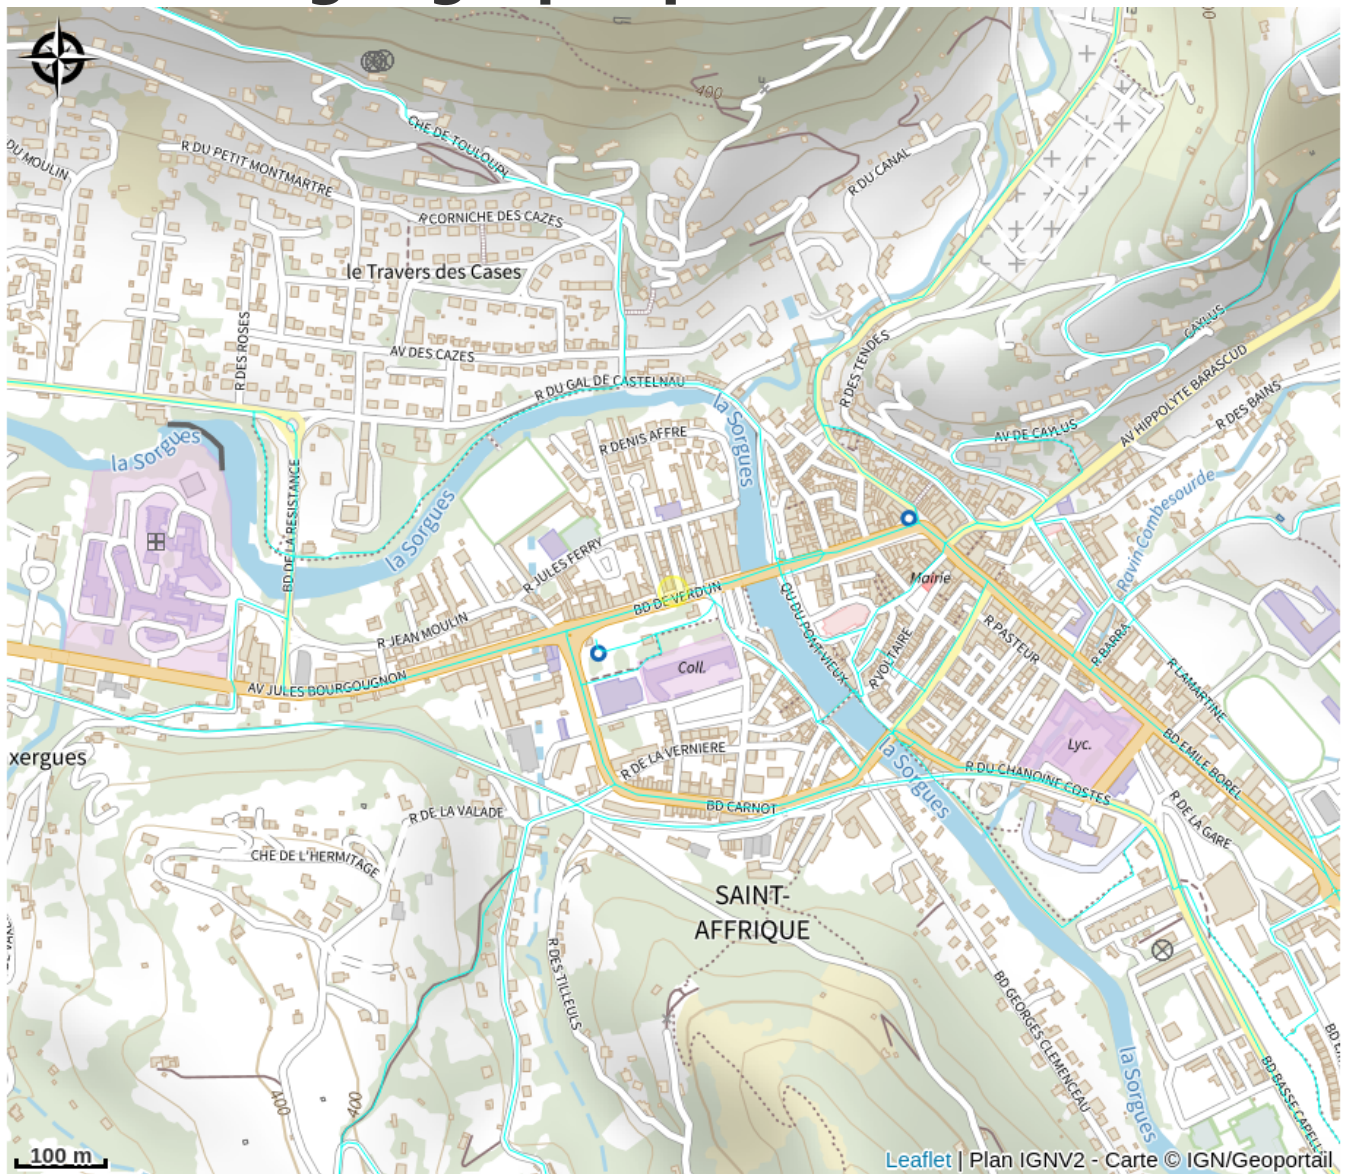 400
CHE DE TOULOUPI
DU MOULIN
R DU PETIT MONTMARTRE
R DU CANAL
R CORNICHE DES CAZES
le Travers des Cases
R DES ROSES
CAYLUS
AV DES CAZES
R DES TENDES
AV HIPPOLYTE BARASCUD
R DU GAL DE CASTELNAU
R DES BAINS
la Sorgues
la Sorgues
R DENIS AFFRE
AV DE CAYLUS
BD DE LA RESISTANCE
la Sorgues
Ravin Combesourde
R JULES FERRY
Mairie
BD DE VERDUN
QU DU PONT VIEUX
R JEAN MOULIN
R PASTEUR
R VOLTAIRE
R BARRA
Coll.
AV JULES BOURGOUGNON
R LAMARTINE
xergues
Lyc.
R DE LA VERNIERE
la Sorgues
R DU CHANOINE COSTES
BD EMILE BOREL
BD CARNOT
R DE LA VALADE
R DE LA GARE
CHE DE L'HERMITAGE
SAINT-
AFFRIQUE
R DES TILLEULS
BD GEORGES CLEMENCEAU
la Sorgues
BD BASSE CAPELL
400
400
100 m
Leaflet | Plan IGNV2 - Carte © IGN/Geoportail